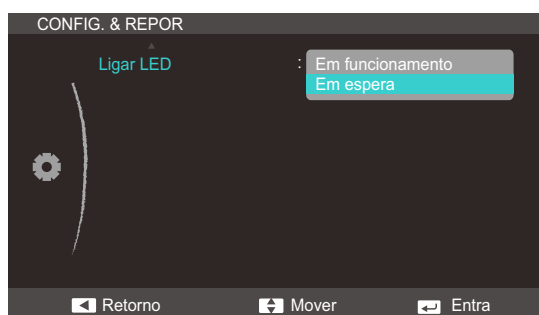 CONFIG. & REPOR
Ligar LED : Em funcionamento
Em espera
Retorno Mover Entra